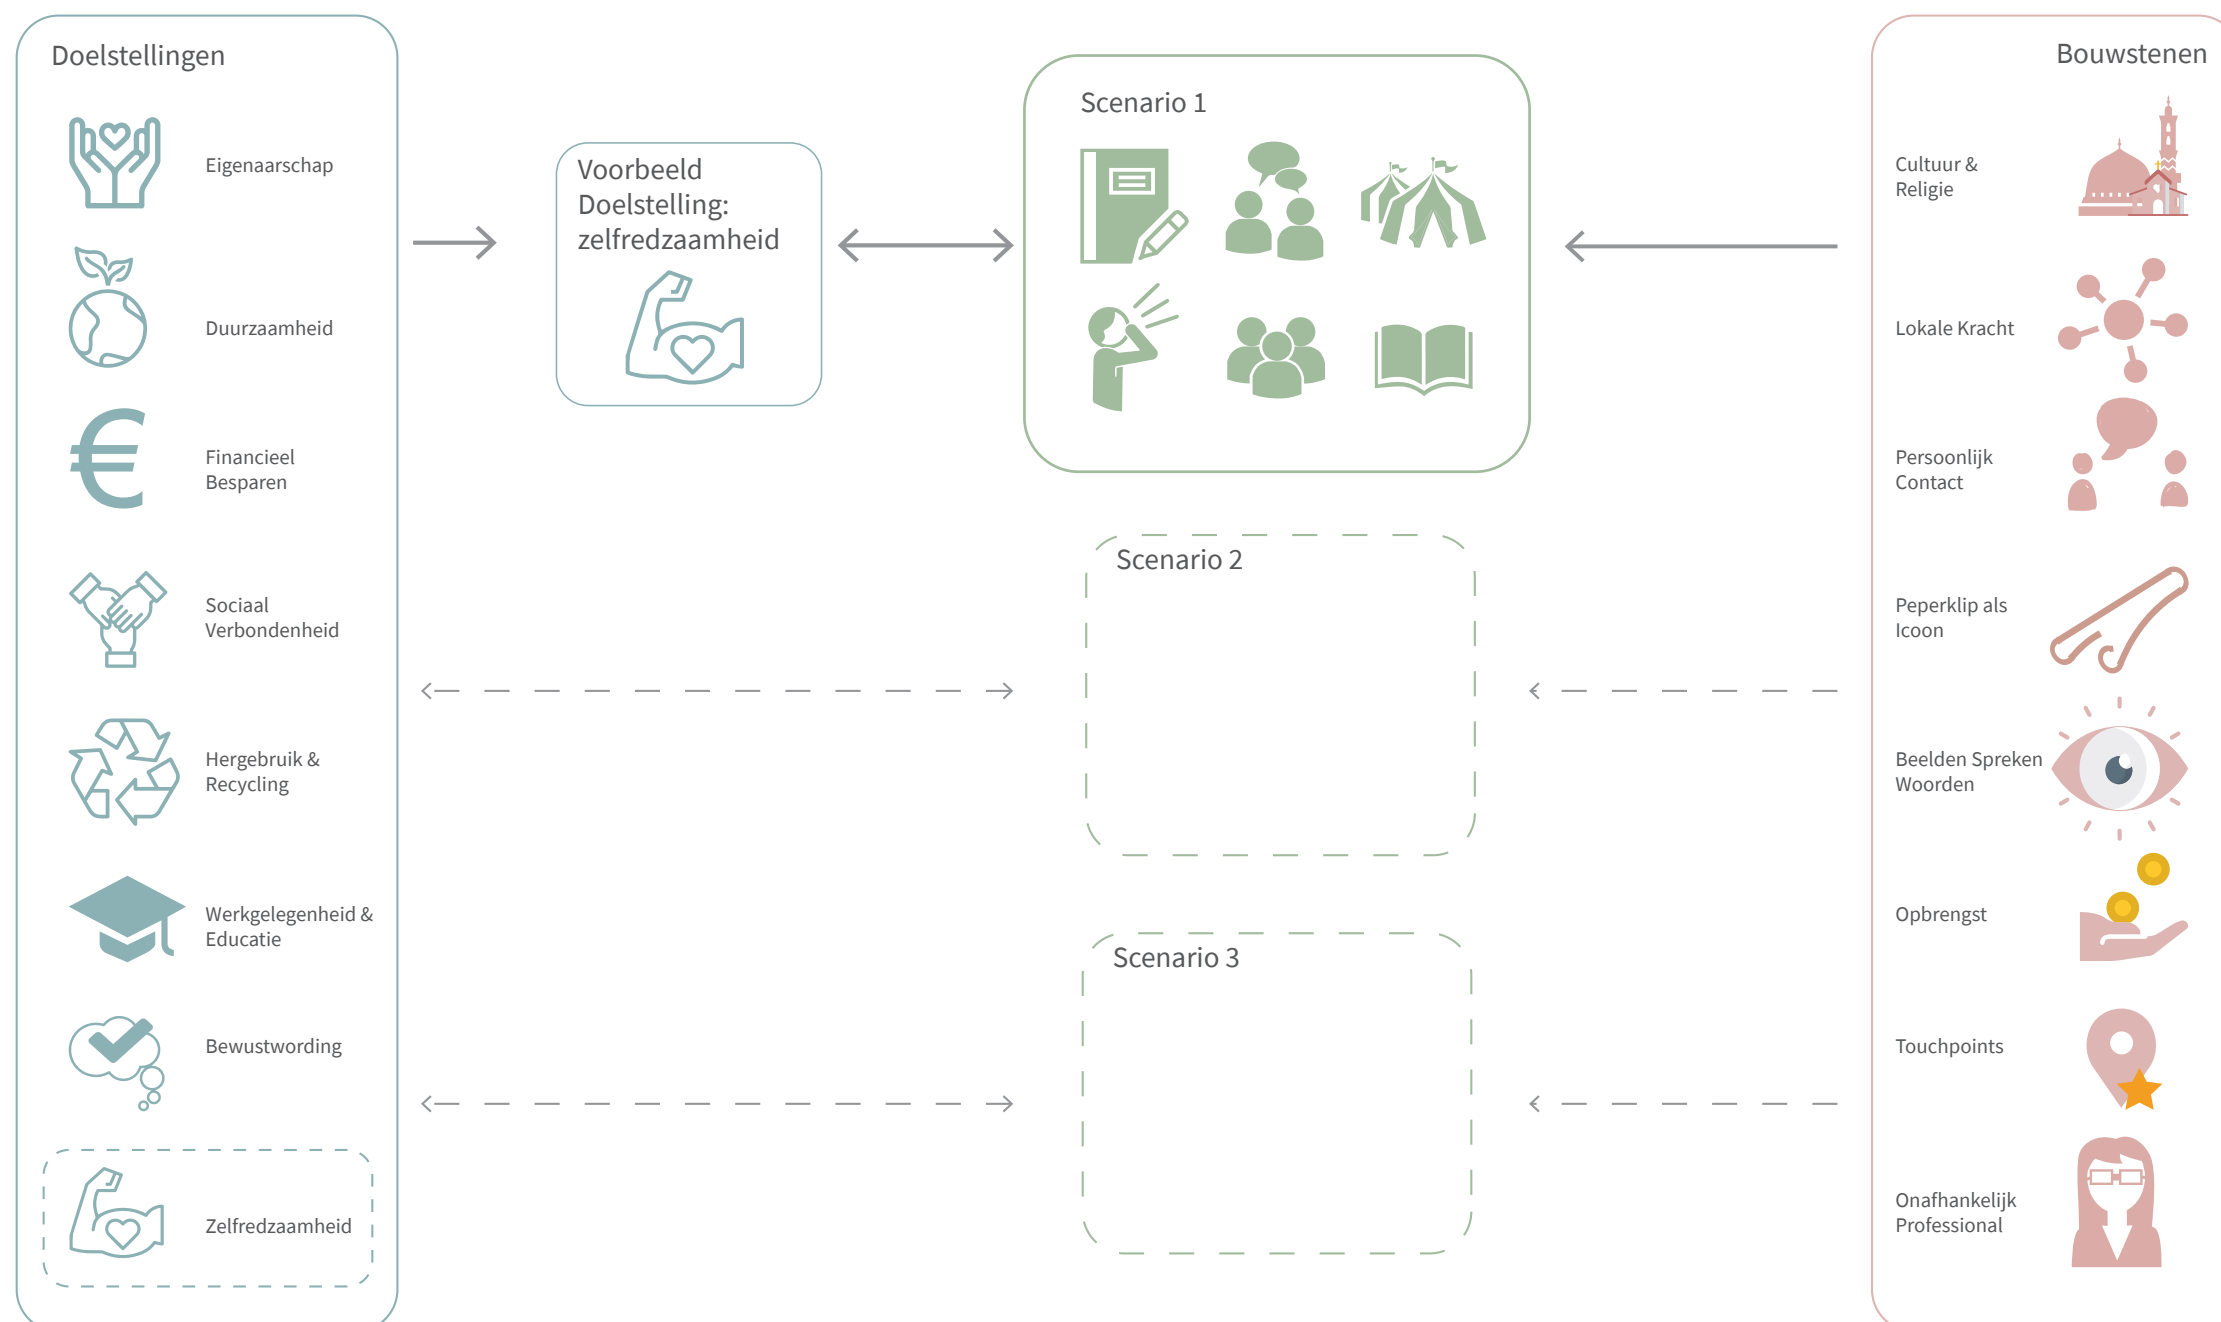 Doelstellingen
Eigenaarschap
Duurzaamheid
Financieel
Besparen
Sociaal
Verbondenheid
Hergebruik &
Recycling
Werkgelegenheid &
Educatie
Bewustwording
Zelfredzaamheid
Voorbeeld
Doelstelling:
zelfredzaamheid
Scenario 1
Scenario 2
Scenario 3
Bouwstenen
Cultuur &
Religie
Lokale Kracht
Persoonlijk
Contact
Peperklip als
Icoon
Beelden Spreken
Woorden
Opbrengst
Touchpoints
Onafhankelijk
Professional